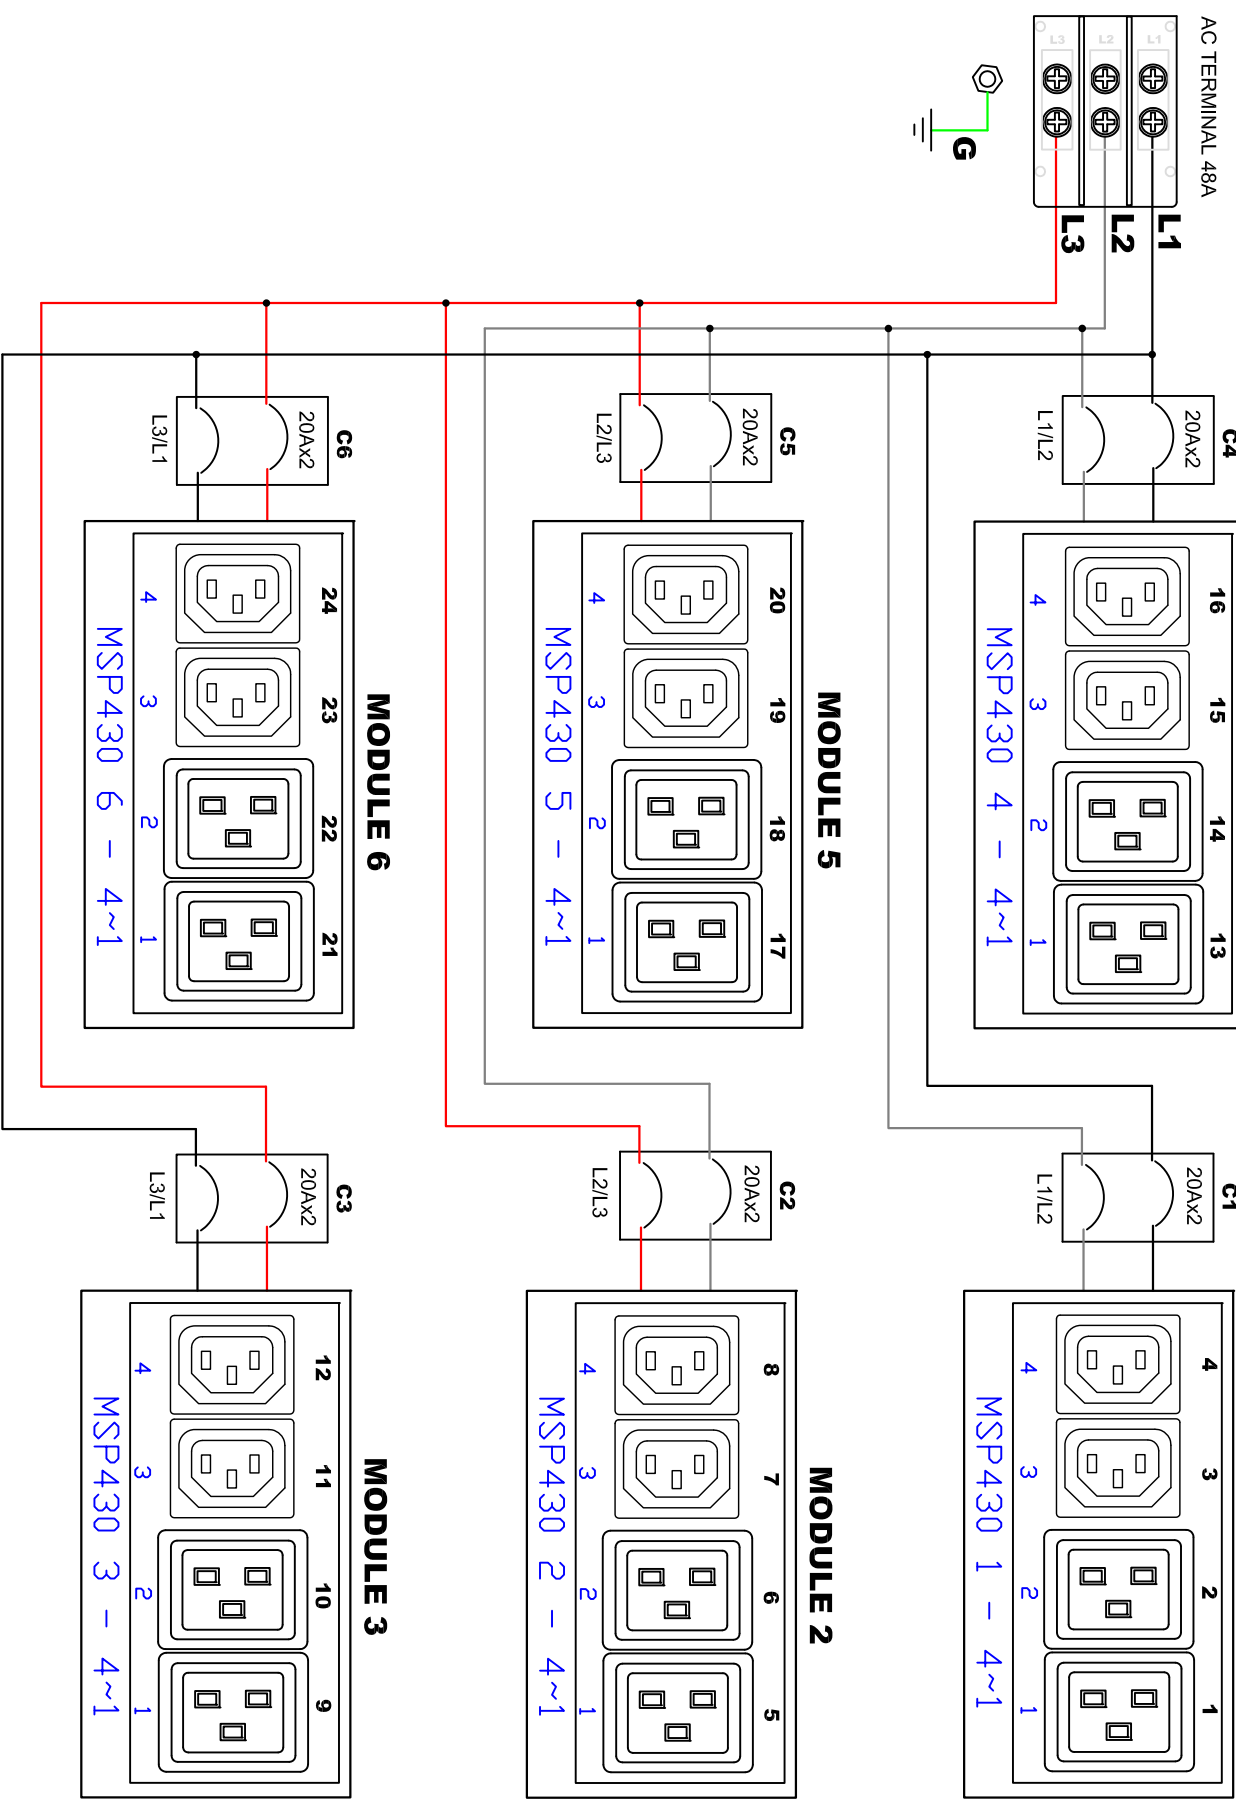 AC TERMINAL 48A
L1
L2
L3
L1
L2
L3
G
C4
20Ax2
L1/L2
C5
20Ax2
L2/L3
C6
20Ax2
L3/L1
16
15
14
13
4
3
2
1
MSP430 4 - 4~1
MODULE 5
20
19
18
17
4
3
2
1
MSP430 5 - 4~1
MODULE 6
24
23
22
21
4
3
2
1
MSP430 6 - 4~1
C1
20Ax2
L1/L2
C2
20Ax2
L2/L3
C3
20Ax2
L3/L1
4
3
2
1
4
3
2
1
MSP430 1 - 4~1
MODULE 2
8
7
6
5
4
3
2
1
MSP430 2 - 4~1
MODULE 3
12
11
10
9
4
3
2
1
MSP430 3 - 4~1